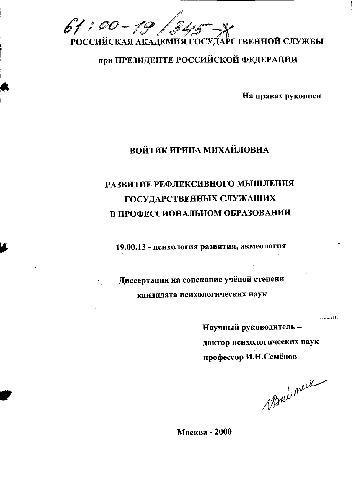 61:00-19/345-X
РОССИЙСКАЯ АКАДЕМИЯ ГОСУДАРСТВЕННОЙ СЛУЖБЫ
при ПРЕЗИДЕНТЕ РОССИЙСКОЙ ФЕДЕРАЦИИ
На правах рукописи
ВОЙТИК ИРИНА МИХАЙЛОВНА
РАЗВИТИЕ РЕФЛЕКСИВНОГО МЫШЛЕНИЯ
ГОСУДАРСТВЕННЫХ СЛУЖАЩИХ
В ПРОФЕССИОНАЛЬНОМ ОБРАЗОВАНИИ
19.00.13 - психология развития, акмеология
Диссертация на соискание учёной степени
кандидата психологических наук
Научный руководитель –
доктор психологических наук
профессор И.Н.Семёнов
Войтик
Москва - 2000